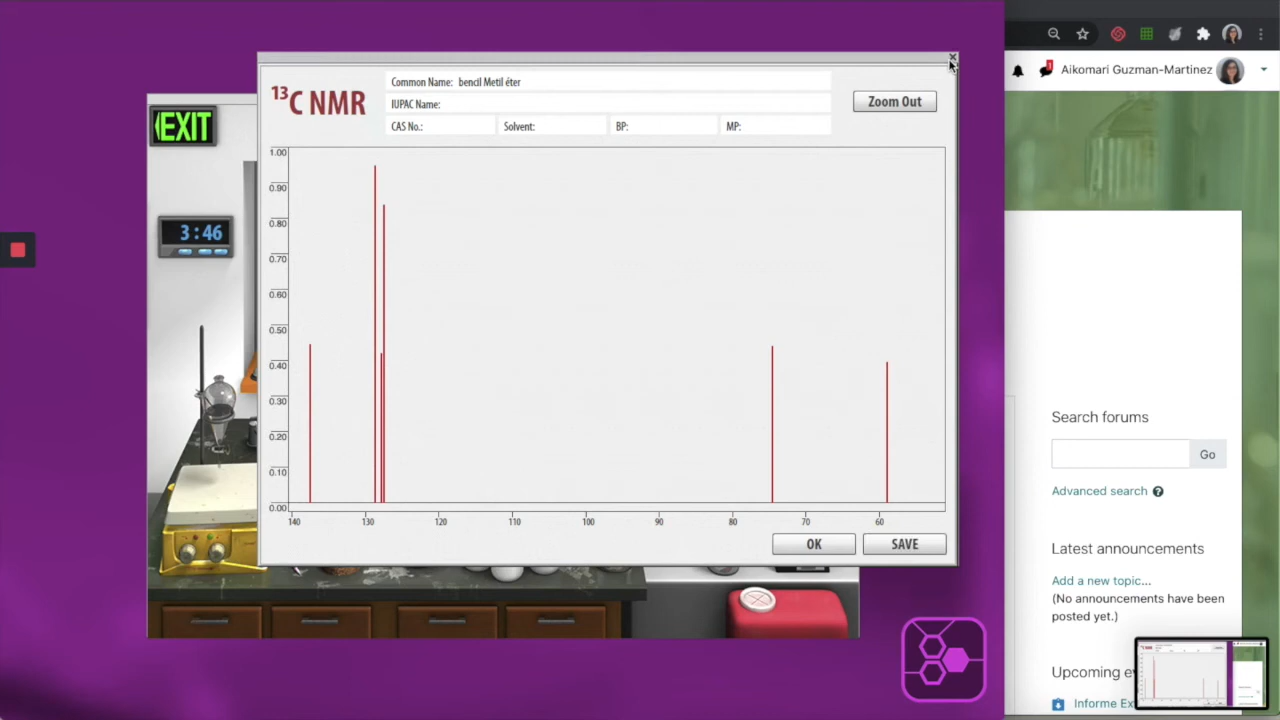 Aikomari Guzman-Martinez
EXIT
3:46
13C NMR
Common Name: bencil Metil éter
IUPAC Name:
CAS No.:
Solvent:
BP:
MP:
Zoom Out
1.00
0.90
0.80
0.70
0.60
0.50
0.40
0.30
0.20
0.10
0.00
140 130 120 110 100 90 80 70 60
OK
SAVE
Search forums
Go
Advanced search
Latest announcements
Add a new topic...
(No announcements have been
posted yet.)
Upcoming
Informe